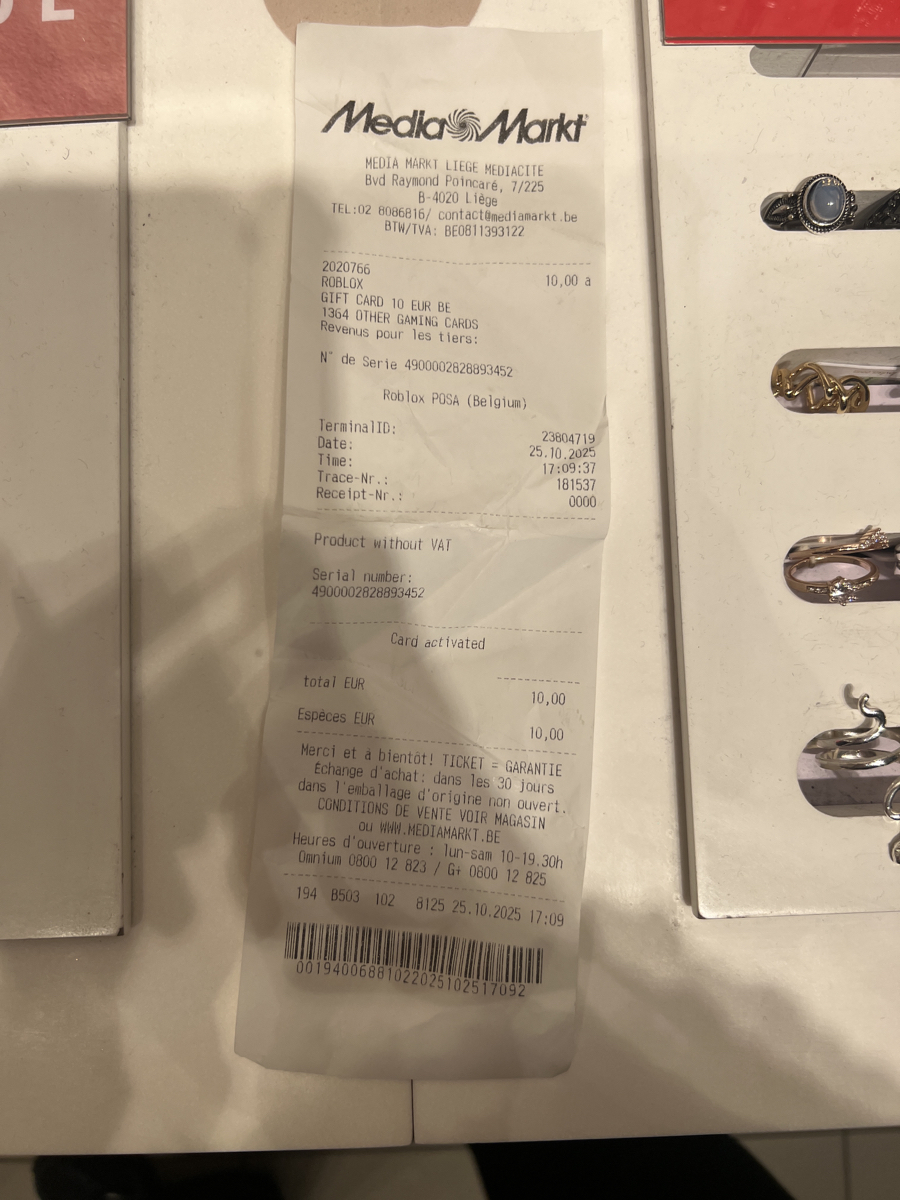 MediaMarkt
MEDIA MARKT LIEGE MEDIACITE
Bvd Raymond Poincaré, 7/225
B-4020 Liège
TEL:02 8086816/ contact@mediamarkt.be
BTW/TVA: BE0811393122
2020766
ROBLOX 10,00 a
GIFT CARD 10 EUR BE
1364 OTHER GAMING CARDS
Revenus pour les tiers:
N° de Serie 4900002828893452
Roblox POSA (Belgium)
TerminalID: 23804719
Date: 25.10.2025
Time: 17:09:37
Trace-Nr.: 181537
Receipt-Nr.: 0000
Product without VAT
Serial number:
4900002828893452
Card activated
total EUR 10,00
Espèces EUR 10,00
Merci et à bientôt! TICKET = GARANTIE
Échange d'achat: dans les 30 jours
dans l'emballage d'origine non ouvert.
CONDITIONS DE VENTE VOIR MAGASIN
ou WWW.MEDIAMARKT.BE
Heures d'ouverture : lun-sam 10-19.30h
Omnium 0800 12 823 / G+ 0800 12 825
194 B503 102 8125 25.10.2025 17:09
0019400688102202510251709​2